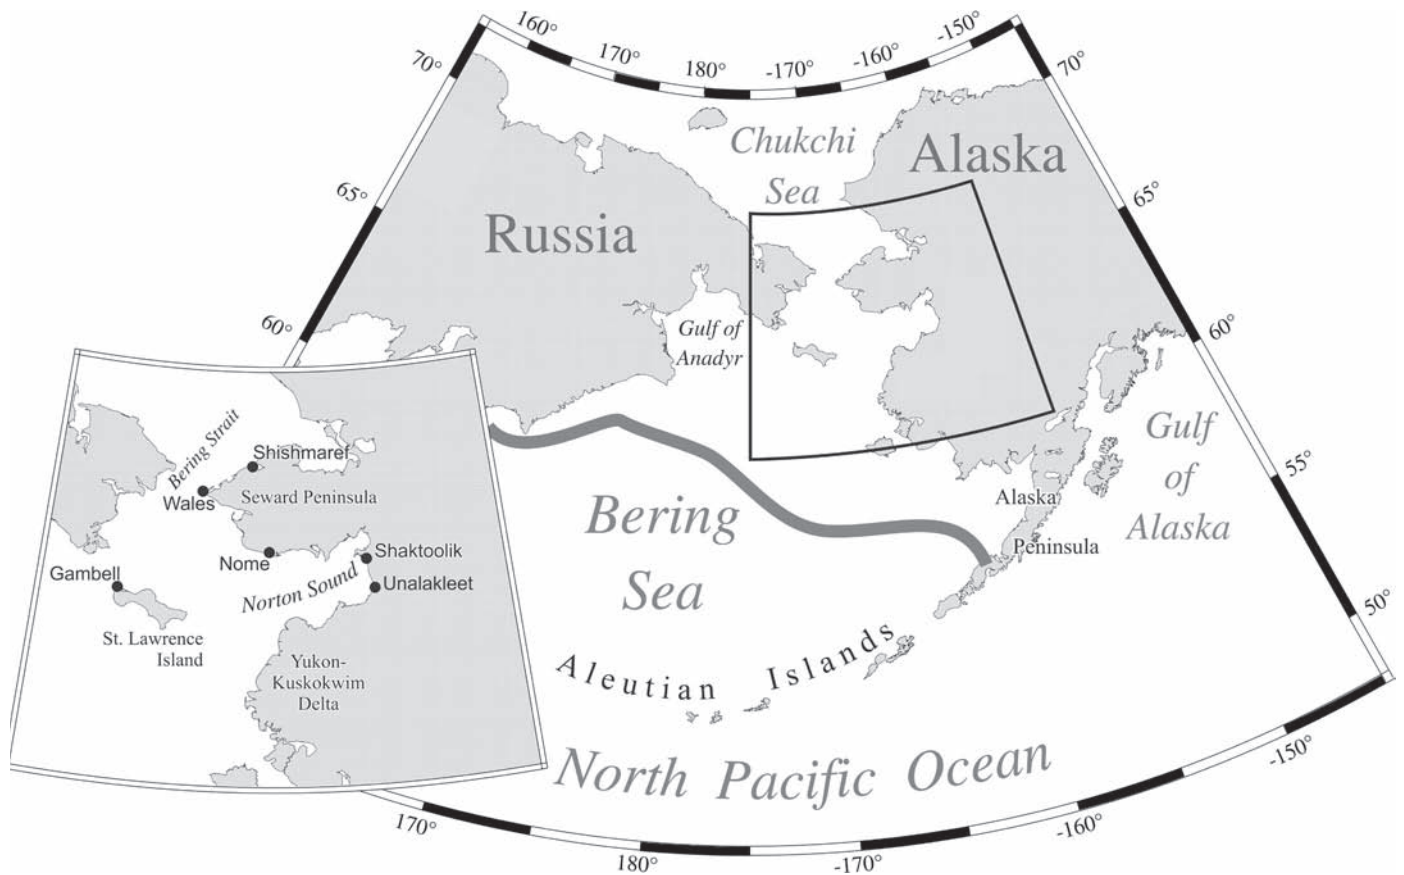 160°
170°
180°
-170°
-160°
-150°
70°
70°
65°
65°
60°
60°
55°
50°
Chukchi
Sea
Alaska
Russia
Gulf of
Anadyr
Gulf
of
Alaska
Alaska
Peninsula
Bering
Sea
Aleutian Islands
North Pacific Ocean
170°
180°
-170°
-160°
-150°
Bering Strait
Shishmaref
Wales
Seward Peninsula
Nome
Shaktoolik
Gambell
Norton Sound
Unalakleet
St. Lawrence
Island
Yukon-
Kuskokwim
Delta